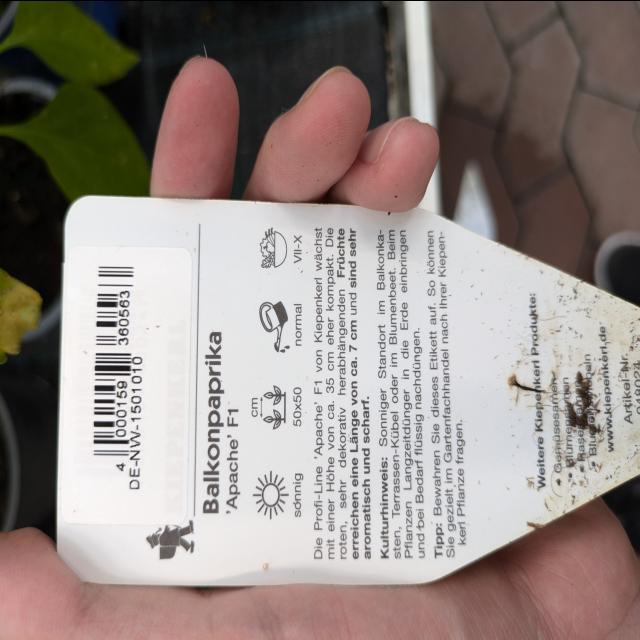 4 000159 360563
DE-NW-1501010
Balkonpaprika
'Apache' F1
cm
sonnig 50x50 normal VII-X
Die Profi-Line 'Apache' F1 von Kiepenkerl wächst
mit einer Höhe von ca. 35 cm eher kompakt. Die
roten, sehr dekorativ herabhängenden Früchte
erreichen eine Länge von ca. 7 cm und sind sehr
aromatisch und scharf.
Kulturhinweis: Sonniger Standort im Balkonka-
sten, Terrassen-Kübel oder im Blumenbeet. Beim
Pflanzen Langzeitdünger in die Erde einbringen
und bei Bedarf flüssig nachdüngen.
Tipp: Bewahren Sie dieses Etikett auf. So können
Sie gezielt im Gartenfachhandel nach Ihrer Kiepen-
kerl Pflanze fragen.
Weitere Kiepenkerl Produkte:
• Gemüsesamen
www.kiepenkerl.de
Artikel-Nr.